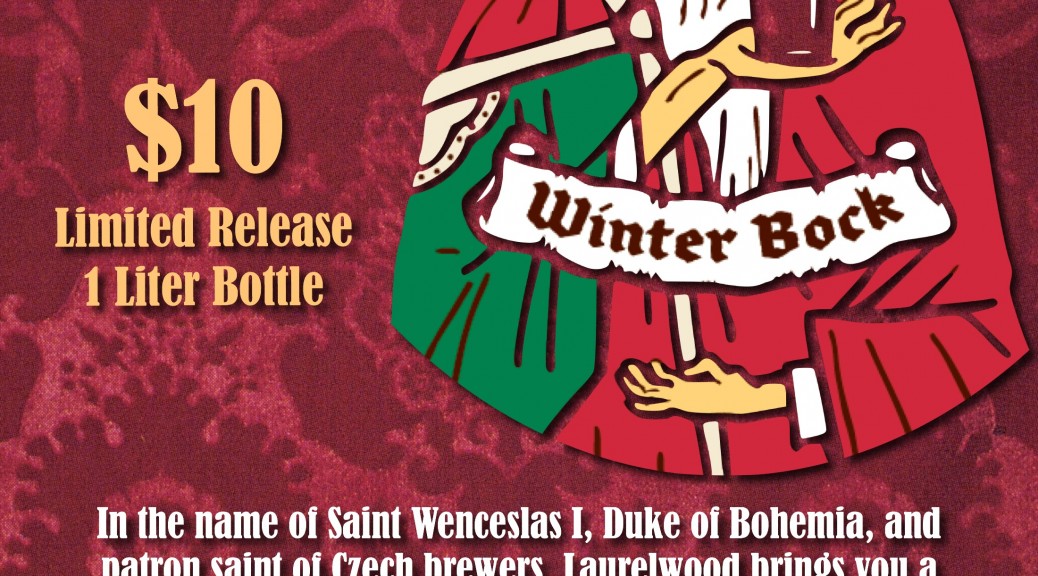 $10
Limited Release
1 Liter Bottle
Winter Bock
In the name of Saint Wenceslas I, Duke of Bohemia, and
patron saint of Czech brewers, Laurelwood brings you a